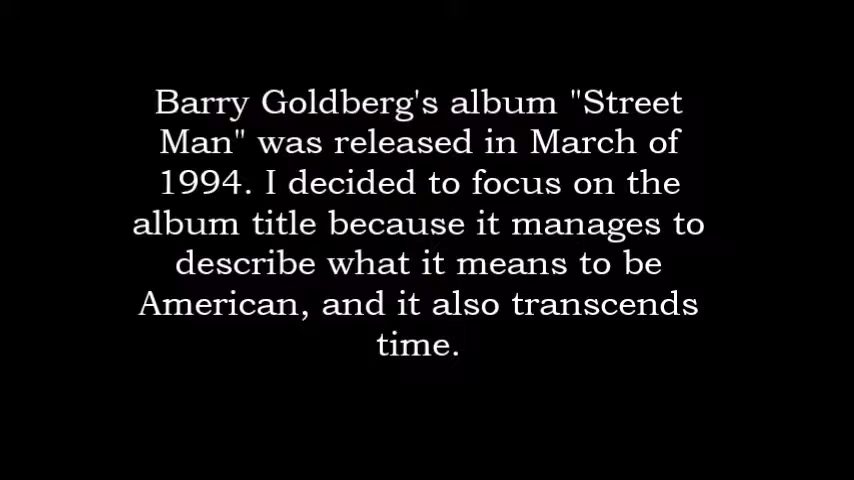 Barry Goldberg's album "Street
Man" was released in March of
1994. I decided to focus on the
album title because it manages to
describe what it means to be
American, and it also transcends
time.